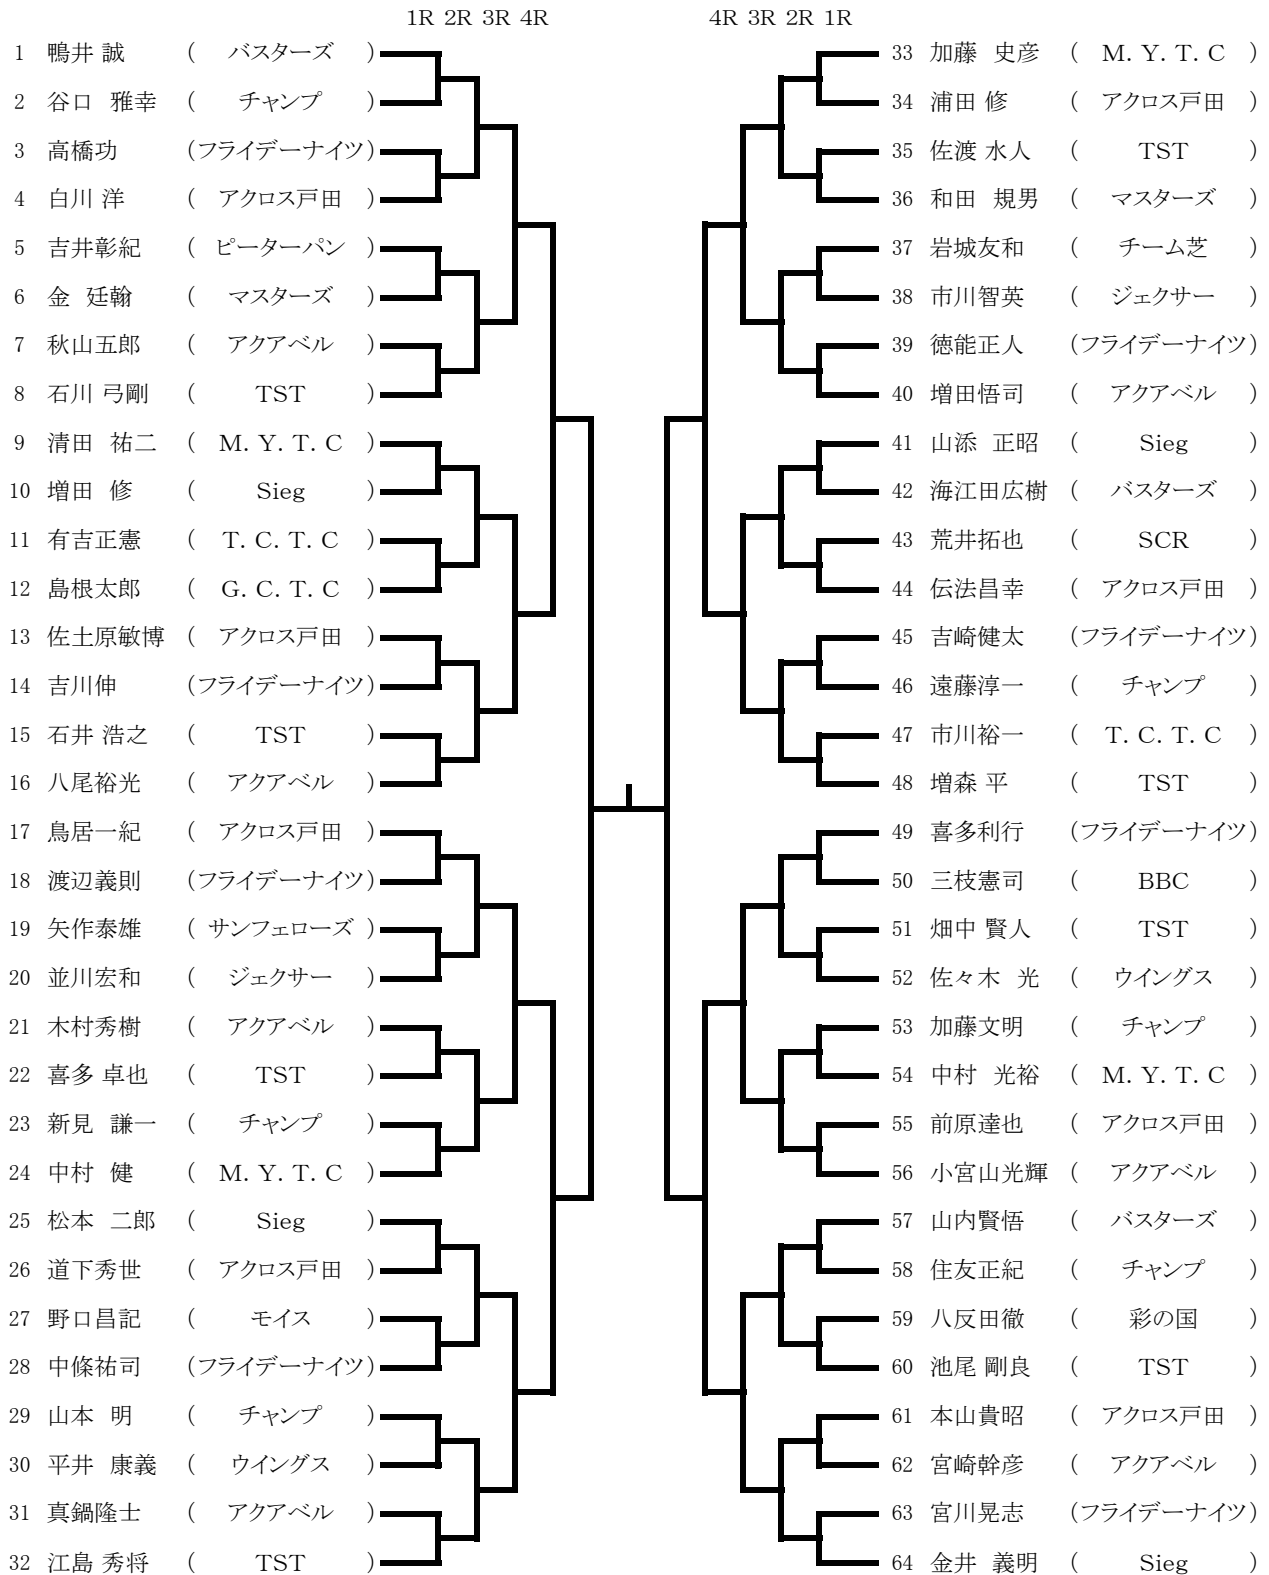 1R 2R 3R 4R 4R 3R 2R 1R
1 鴨井 誠 ( バスターズ )
2 谷口 雅幸 ( チャンプ )
3 高橋功 (フライデーナイツ)
4 白川 洋 ( アクロス戸田 )
5 吉井彰紀 ( ピーターパン )
6 金 廷翰 ( マスターズ )
7 秋山五郎 ( アクアベル )
8 石川 弓剛 ( TST )
9 清田 祐二 ( M. Y. T. C )
10 増田 修 ( Sieg )
11 有吉正憲 ( T. C. T. C )
12 島根太郎 ( G. C. T. C )
13 佐土原敏博 ( アクロス戸田 )
14 吉川伸 (フライデーナイツ)
15 石井 浩之 ( TST )
16 八尾裕光 ( アクアベル )
17 鳥居一紀 ( アクロス戸田 )
18 渡辺義則 (フライデーナイツ)
19 矢作泰雄 ( サンフェローズ )
20 並川宏和 ( ジェクサー )
21 木村秀樹 ( アクアベル )
22 喜多 卓也 ( TST )
23 新見 謙一 ( チャンプ )
24 中村 健 ( M. Y. T. C )
25 松本 二郎 ( Sieg )
26 道下秀世 ( アクロス戸田 )
27 野口昌記 ( モイス )
28 中條祐司 (フライデーナイツ)
29 山本 明 ( チャンプ )
30 平井 康義 ( ウイングス )
31 真鍋隆士 ( アクアベル )
32 江島 秀将 ( TST )
33 加藤 史彦 ( M. Y. T. C )
34 浦田 修 ( アクロス戸田 )
35 佐渡 水人 ( TST )
36 和田 規男 ( マスターズ )
37 岩城友和 ( チーム芝 )
38 市川智英 ( ジェクサー )
39 徳能正人 (フライデーナイツ)
40 増田悟司 ( アクアベル )
41 山添 正昭 ( Sieg )
42 海江田広樹 ( バスターズ )
43 荒井拓也 ( SCR )
44 伝法昌幸 ( アクロス戸田 )
45 吉崎健太 (フライデーナイツ)
46 遠藤淳一 ( チャンプ )
47 市川裕一 ( T. C. T. C )
48 増森 平 ( TST )
49 喜多利行 (フライデーナイツ)
50 三枝憲司 ( BBC )
51 畑中 賢人 ( TST )
52 佐々木 光 ( ウイングス )
53 加藤文明 ( チャンプ )
54 中村 光裕 ( M. Y. T. C )
55 前原達也 ( アクロス戸田 )
56 小宮山光輝 ( アクアベル )
57 山内賢悟 ( バスターズ )
58 住友正紀 ( チャンプ )
59 八反田徹 ( 彩の国 )
60 池尾 剛良 ( TST )
61 本山貴昭 ( アクロス戸田 )
62 宮崎幹彦 ( アクアベル )
63 宮川晃志 (フライデーナイツ)
64 金井 義明 ( Sieg )